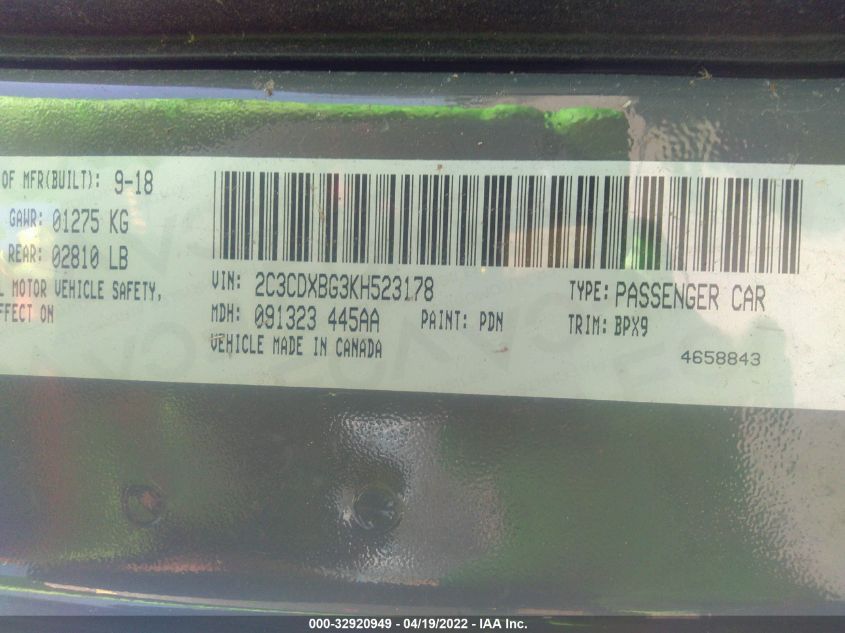 OF MFR(BUILT): 9-18
GAWR: 01275 KG
REAR: 02810 LB
MOTOR VEHICLE SAFETY,
EFFECT ON
VIN: 2C3CDXBG3KH523178
TYPE: PASSENGER CAR
MDH: 091323 445AA PAINT: PDN
TRIM: BPX9
VEHICLE MADE IN CANADA
4658843
000-32920949 - 04/19/2022 - IAA Inc.